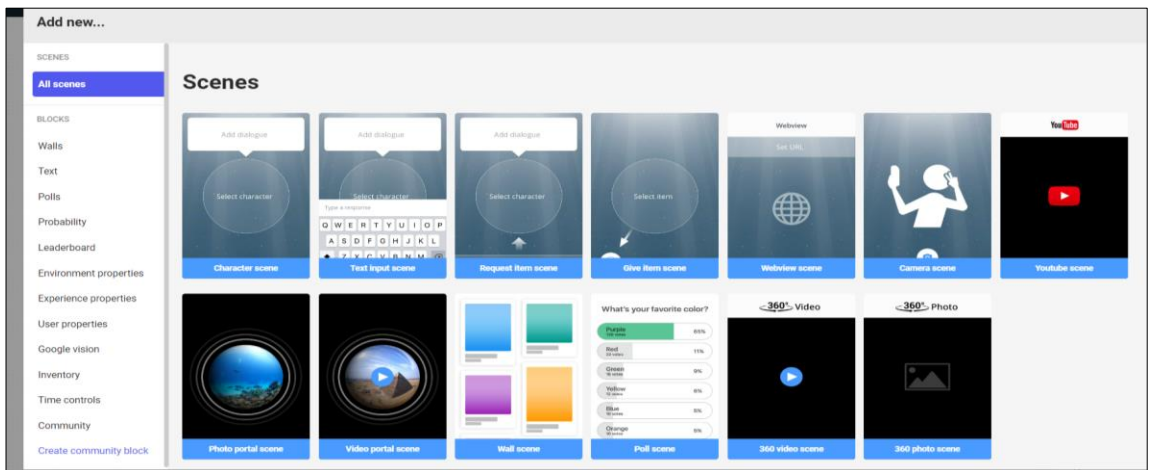 Add new...
SCENES
All scenes
BLOCKS
Walls
Text
Polls
Probability
Leaderboard
Environment properties
Experience properties
User properties
Google vision
Inventory
Time controls
Community
Create community block
Scenes
Add dialogue
Select character
Character scene
Add dialogue
Select character
Type a response
Q W E R T Y U I O P
A S D F G H J K L
Z X C V B N M
Text input scene
Add dialogue
Select character
Request item scene
Select item
Give item scene
Webview
Set URL
Webview scene
Camera scene
YouTube
Youtube scene
Photo portal scene
Video portal scene
Wall scene
What's your favorite color?
Purple
Red
11%
Green
Yellow
Blue
Orange
Poll scene
360° Video
360 video scene
360° Photo
360 photo scene